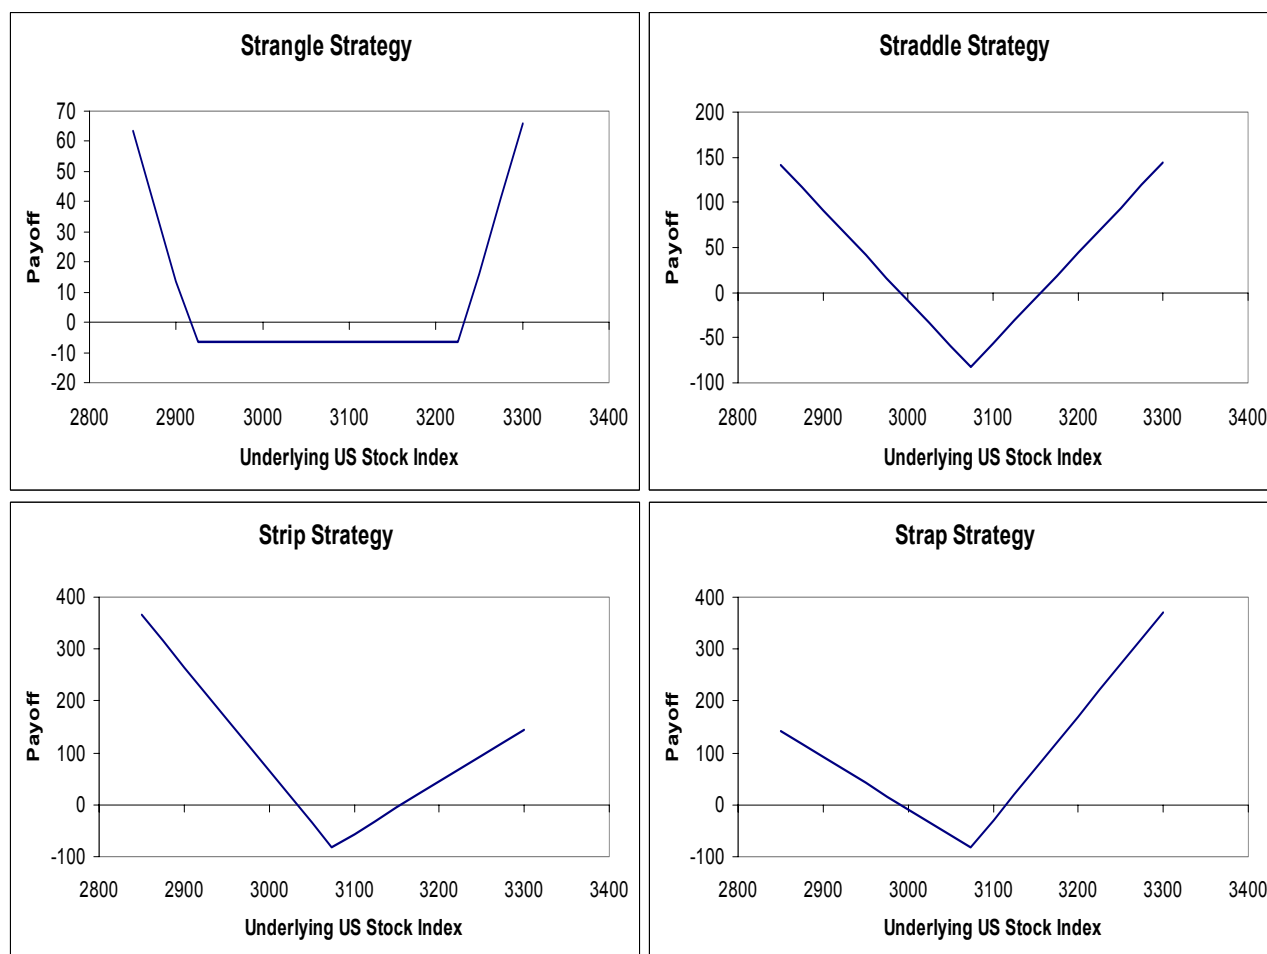 Strangle Strategy
70
60
50
40
30
20
10
0
-10
-20
Payoff
2800 2900 3000 3100 3200 3300 3400
Underlying US Stock Index
Straddle Strategy
200
150
100
50
0
-50
-100
Payoff
2800 2900 3000 3100 3200 3300 3400
Underlying US Stock Index
Strip Strategy
400
300
200
100
0
-100
Payoff
2800 2900 3000 3100 3200 3300 3400
Underlying US Stock Index
Strap Strategy
400
300
200
100
0
-100
Payoff
2800 2900 3000 3100 3200 3300 3400
Underlying US Stock Index